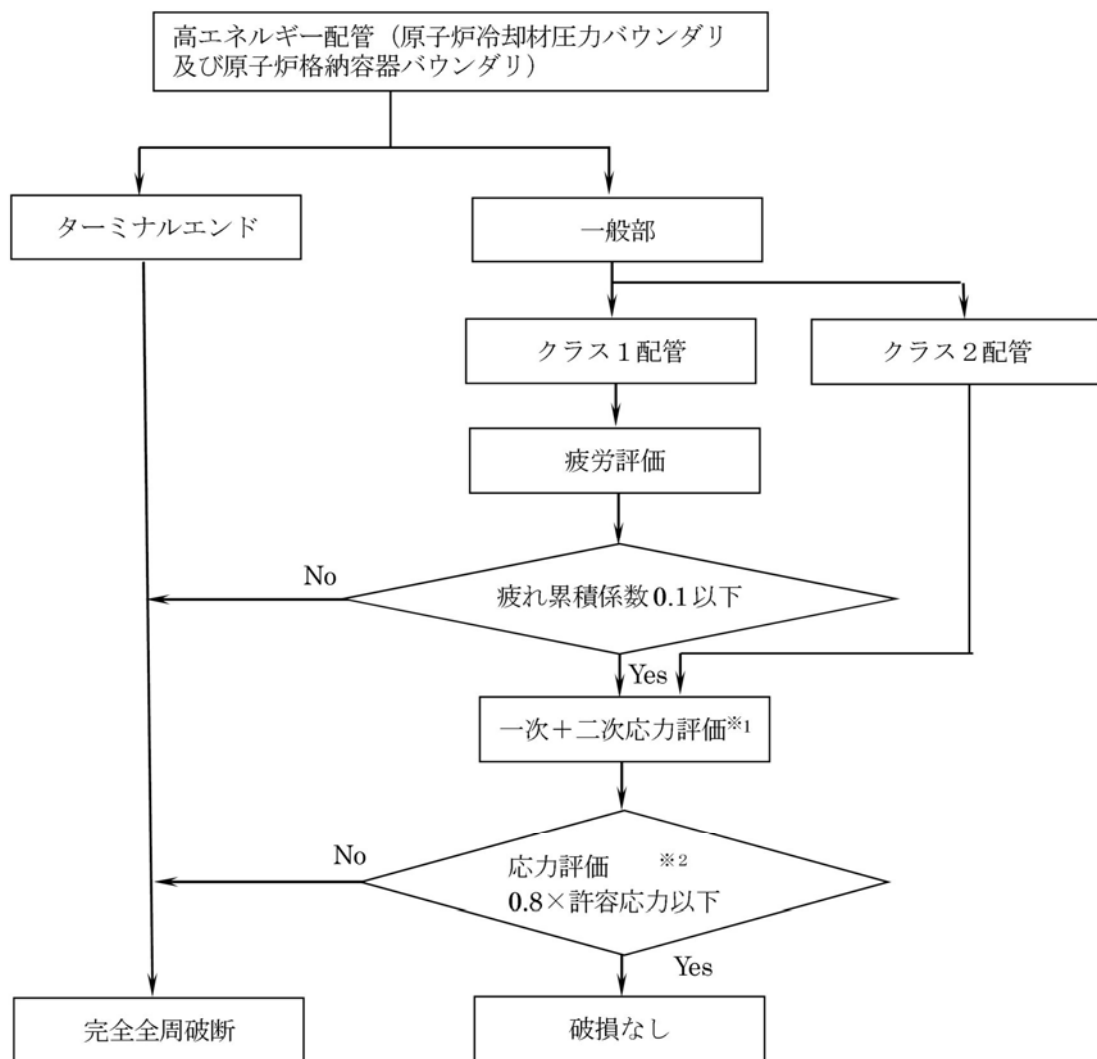 高エネルギー配管（原子炉冷却材圧力バウンダリ
及び原子炉格納容器バウンダリ）
ターミナルエンド
一般部
クラス１配管
クラス２配管
疲労評価
No
疲れ累積係数 0.1 以下
Yes
一次＋二次応力評価※1
No
応力評価 ※2
0.8×許容応力以下
Yes
完全全周破断
破損なし